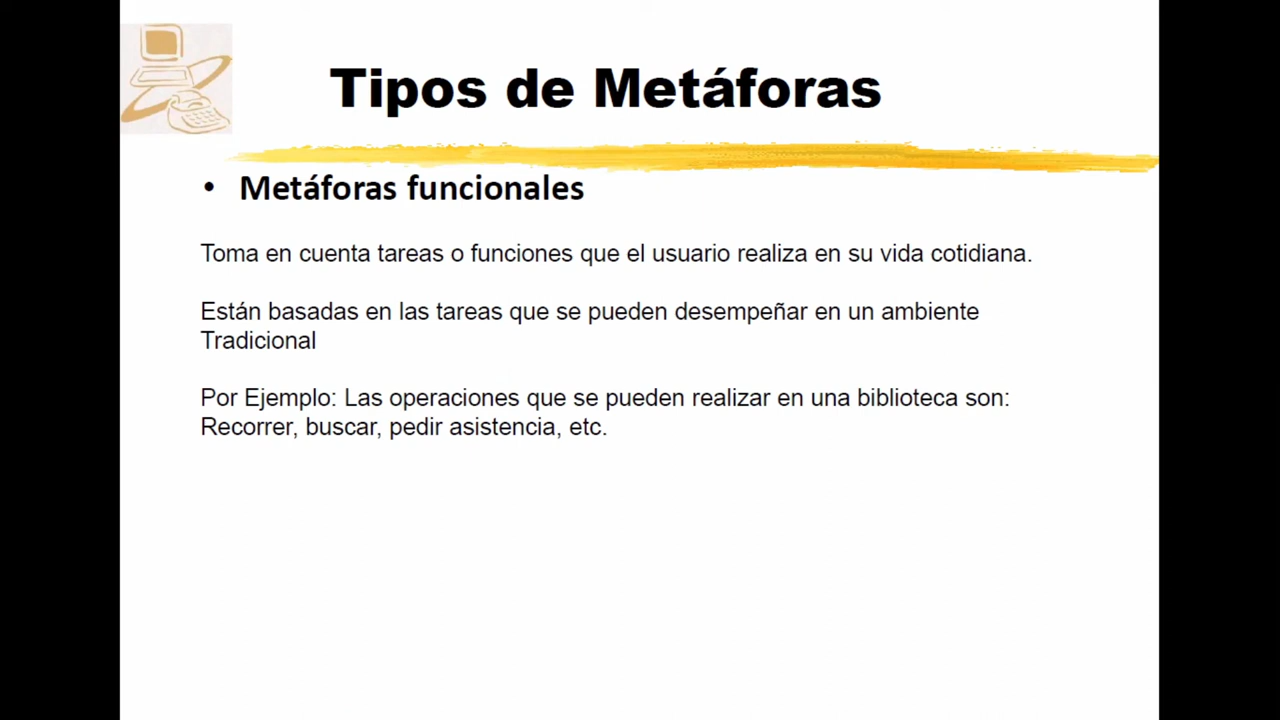 Tipos de Metáforas
• Metáforas funcionales
Toma en cuenta tareas o funciones que el usuario realiza en su vida cotidiana.
Están basadas en las tareas que se pueden desempeñar en un ambiente
Tradicional
Por Ejemplo: Las operaciones que se pueden realizar en una biblioteca son:
Recorrer, buscar, pedir asistencia, etc.